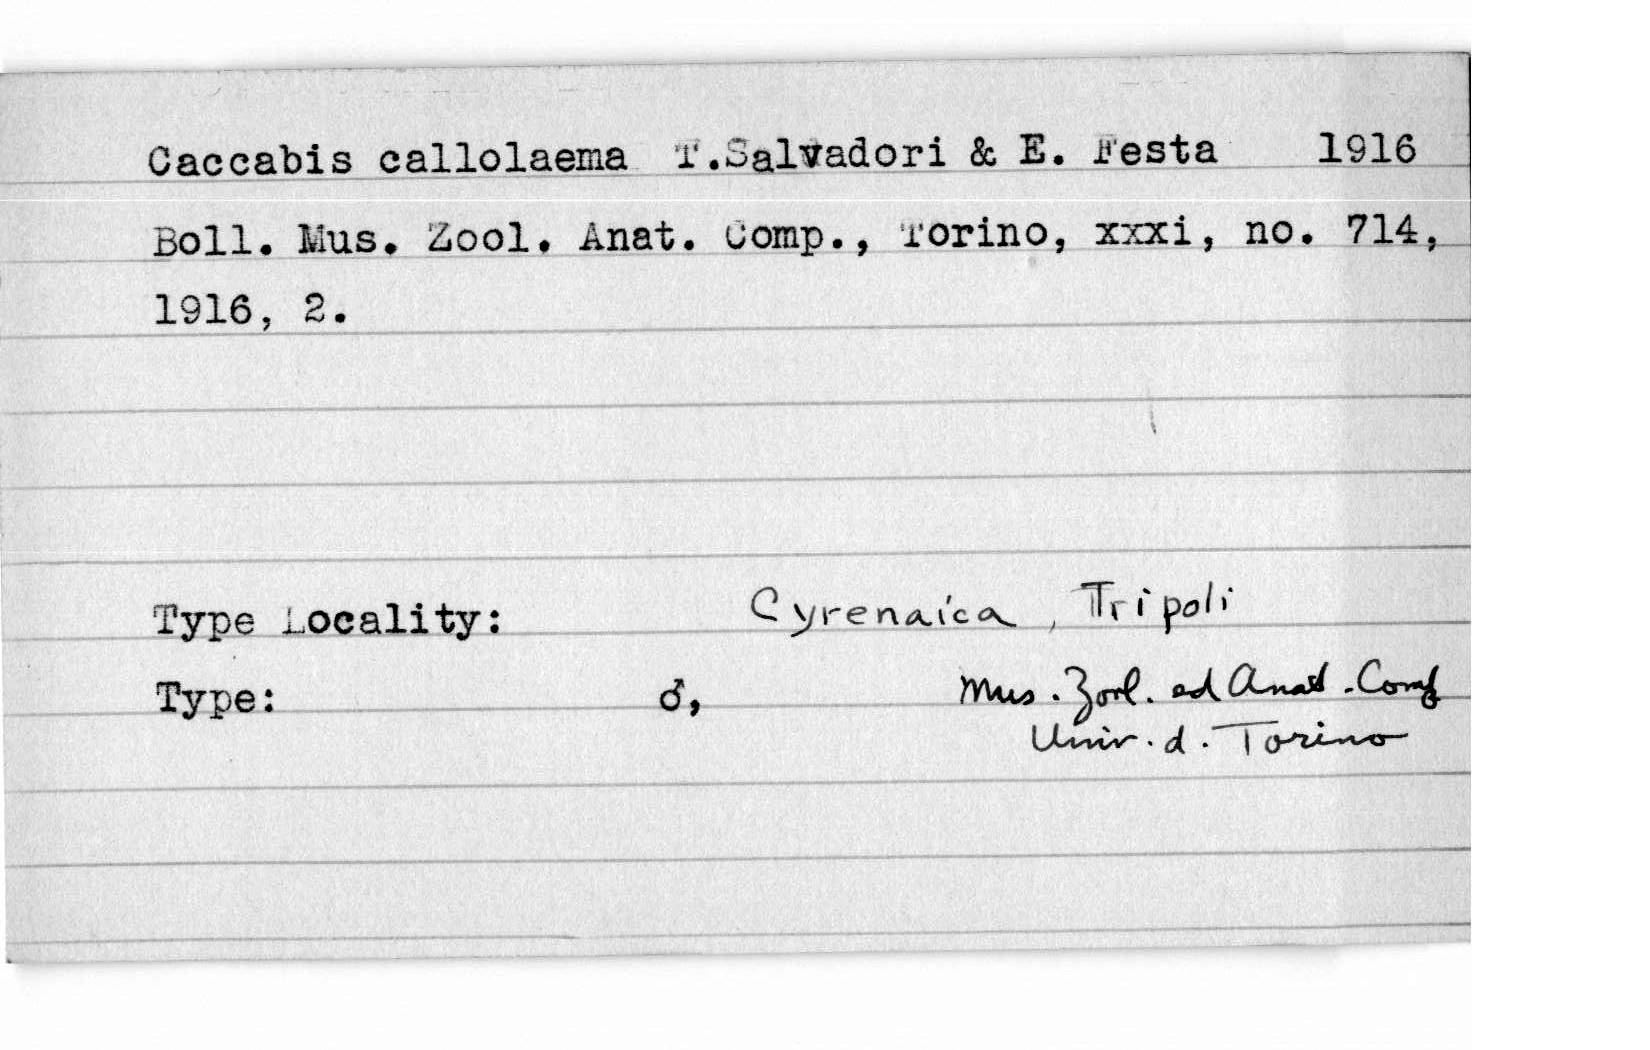 Caccabis callolaema T.Salvadori & E. Festa 1916
Boll. Mus. Zool. Anat. Comp., Torino, xxxi, no. 714,
1916, 2.
Type Locality: Cyrenaica, Tripoli
Type: ♂, Mus. Zool. ed Anat. Comp
Univ. d. Torino